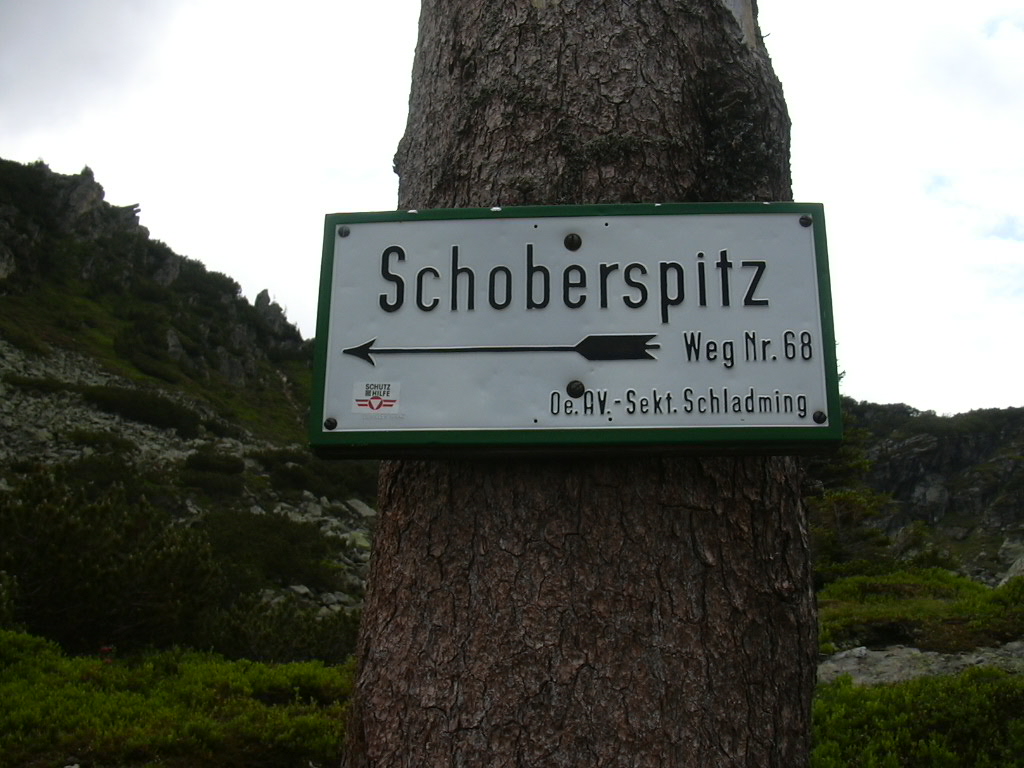 Schoberspitz
Weg Nr. 68
SCHUTZ
HILFE
Oe. AV.-Sekt. Schladming